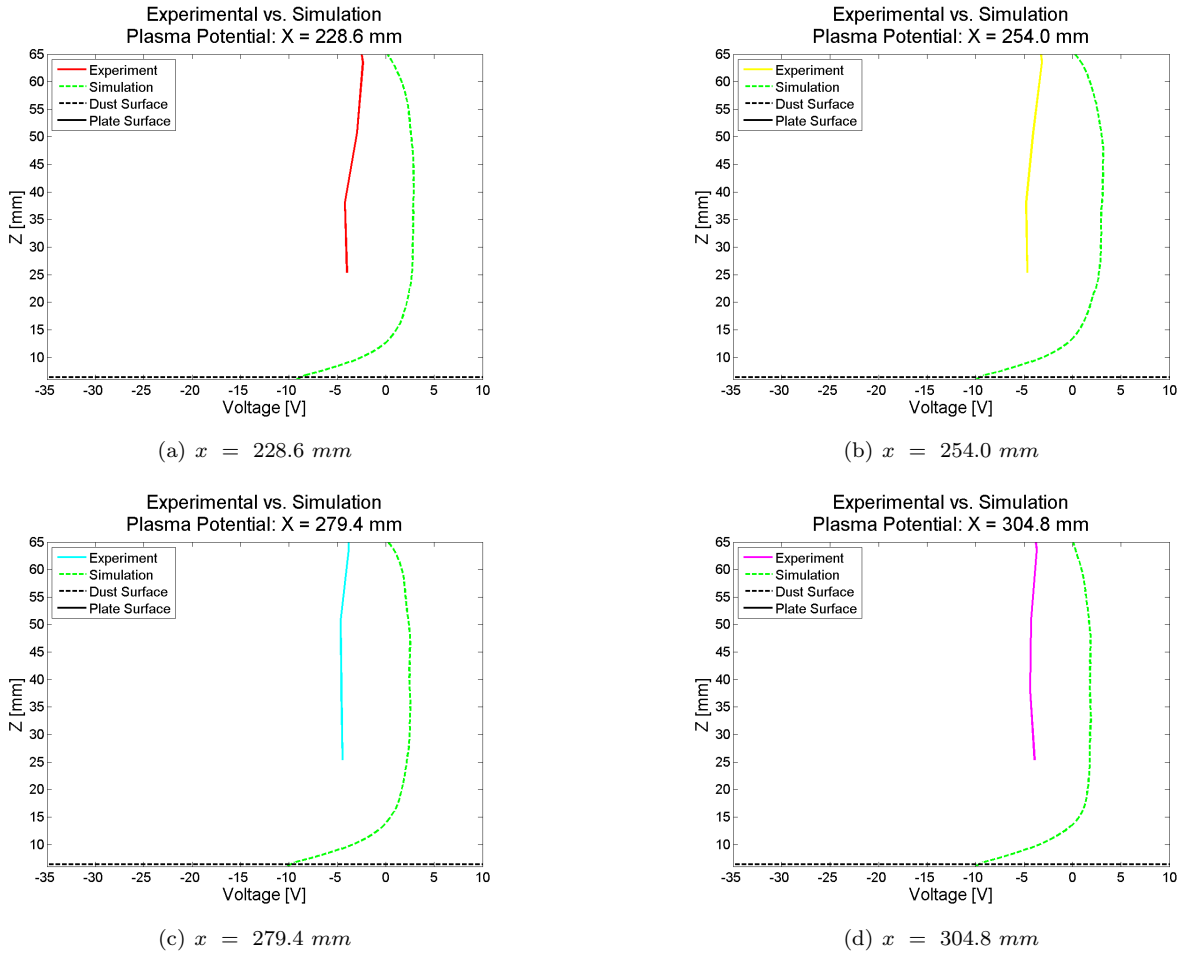 Experimental vs. Simulation
Plasma Potential: X = 228.6 mm
Experiment
Simulation
Dust Surface
Plate Surface
65
60
55
50
45
40
35
30
25
20
15
10
Z [mm]
-35 -30 -25 -20 -15 -10 -5 0 5 10
Voltage [V]
(a) x = 228.6 mm
Experimental vs. Simulation
Plasma Potential: X = 254.0 mm
Experiment
Simulation
Dust Surface
Plate Surface
65
60
55
50
45
40
35
30
25
20
15
10
Z [mm]
-35 -30 -25 -20 -15 -10 -5 0 5 10
Voltage [V]
(b) x = 254.0 mm
Experimental vs. Simulation
Plasma Potential: X = 279.4 mm
Experiment
Simulation
Dust Surface
Plate Surface
65
60
55
50
45
40
35
30
25
20
15
10
Z [mm]
-35 -30 -25 -20 -15 -10 -5 0 5 10
Voltage [V]
(c) x = 279.4 mm
Experimental vs. Simulation
Plasma Potential: X = 304.8 mm
Experiment
Simulation
Dust Surface
Plate Surface
65
60
55
50
45
40
35
30
25
20
15
10
Z [mm]
-35 -30 -25 -20 -15 -10 -5 0 5 10
Voltage [V]
(d) x = 304.8 mm